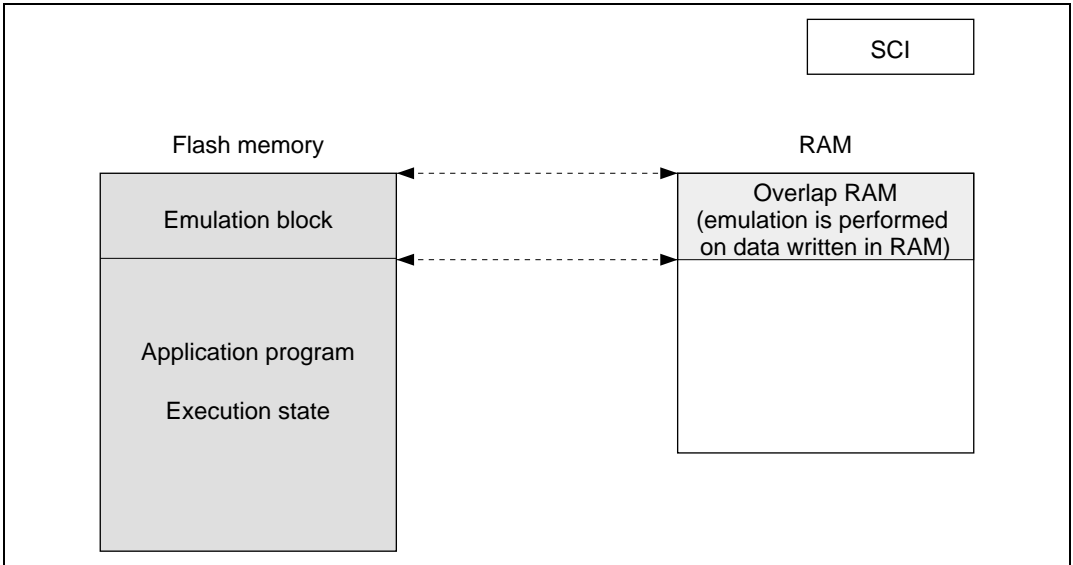 SCI
Flash memory
RAM
Emulation block
Overlap RAM
(emulation is performed
on data written in RAM)
Application program
Execution state